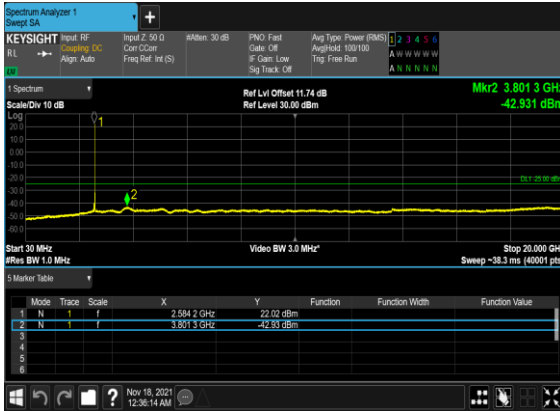 Spectrum Analyzer 1
Swept SA
+
KEYSIGHT Input: RF Input Z: 50 Ω #Atten: 30 dB PNO: Fast Avg Type: Power (RMS) 1 2 3 4 5 6
RL Coupling: DC Corr CCorr Gate: Off Avg|Hold: 100/100 A W W W W W
Align: Auto Freq Ref: Int (S) IF Gain: Low Trig: Free Run
Sig Track: Off A N N N N N
1 Spectrum
Ref Lvl Offset 11.74 dB Mkr2 3.801 3 GHz
Scale/Div 10 dB Ref Level 30.00 dBm -42.931 dBm
Log
1
20.0
10.0
0.00
-10.0
-20.0
DL1 -25.00 dBm
-30.0
2
-40.0
-50.0
-60.0
Start 30 MHz Video BW 3.0 MHz* Stop 20.000 GHz
#Res BW 1.0 MHz Sweep ~38.3 ms (40001 pts)
5 Marker Table
Mode Trace Scale X Y Function Function Width Function Value
1 N 1 f 2.584 2 GHz 22.02 dBm
2 N 1 f 3.801 3 GHz -42.93 dBm
3
4
5
6
? Nov 18, 2021
12:36:14 AM